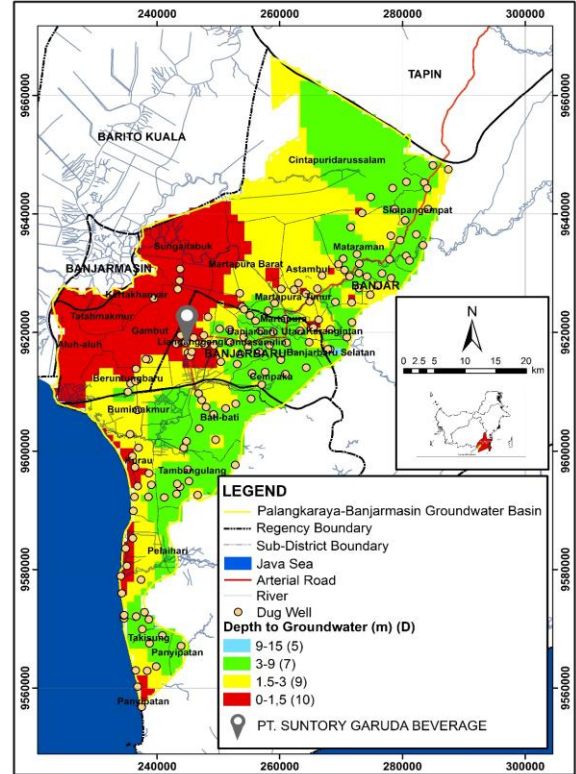 240000 260000 280000 300000
9660000
9640000
9620000
9600000
9580000
9560000
TAPIN
BARITO KUALA
Cintapuridarussalam
Simpangempat
Sungaitabuk
Mataraman
Martapura Barat
Astambul
BANJARMASIN
BANJAR
Kertakhanyar
Martapura Timur
Tatahmakmur
Martapura
Gambut
Banjarbaru Utara
Karangintan
Aluh-aluh
Lianganggang
Landasanulin
BANJARBARU
Banjarbaru Selatan
Beruntungbaru
Cempaka
Bumimakmur
Bati-bati
Kurau
Tambangulang
Pelaihari
Takisung
Panyipatan
Panyipatan
N
0 2.5 5 10 15 20
km
LEGEND
Palangkaraya-Banjarmasin Groundwater Basin
Regency Boundary
Sub-District Boundary
Java Sea
Arterial Road
River
Dug Well
Depth to Groundwater (m) (D)
9-15 (5)
3-9 (7)
1.5-3 (9)
0-1,5 (10)
PT. SUNTORY GARUDA BEVERAGE
9660000
9640000
9620000
9600000
9580000
9560000
240000 260000 280000 300000